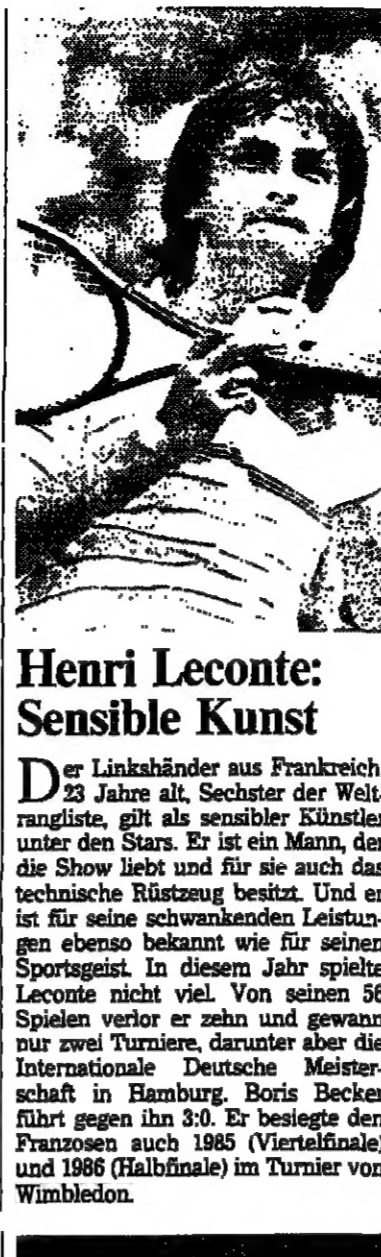 Henri Leconte:
Sensible Kunst
Der Linkshänder aus Frankreich,
23 Jahre alt, Sechster der Welt-
rangliste, gilt als sensibler Künstler
unter den Stars. Er ist ein Mann, der
die Show liebt und für sie auch das
technische Rüstzeug besitzt. Und er
ist für seine schwankenden Leistun-
gen ebenso bekannt wie für seinen
Sportsgeist. In diesem Jahr spielte
Leconte nicht viel. Von seinen 56
Spielen verlor er zehn und gewann
nur zwei Turniere, darunter aber die
Internationale Deutsche Meister-
schaft in Hamburg. Boris Becker
führt gegen ihn 3:0. Er besiegte den
Franzosen auch 1985 (Viertelfinale)
und 1986 (Halbfinale) im Turnier von
Wimbledon.